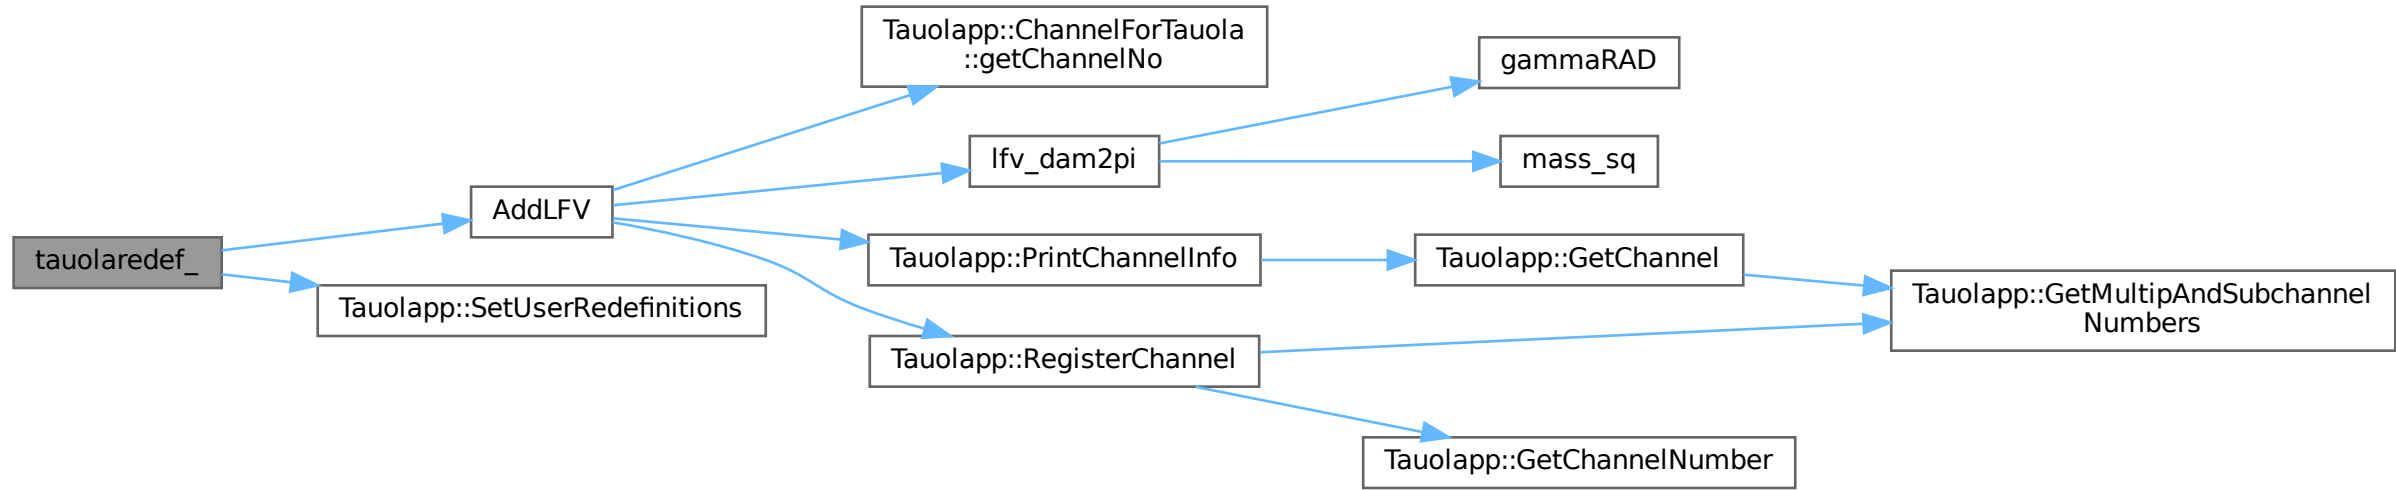 tauolaredef_
AddLFV
Tauolapp::SetUserRedefinitions
Tauolapp::ChannelForTauola
::getChannelNo
lfv_dam2pi
Tauolapp::PrintChannelInfo
Tauolapp::RegisterChannel
gammaRAD
mass_sq
Tauolapp::GetChannel
Tauolapp::GetChannelNumber
Tauolapp::GetMultipAndSubchannel
Numbers